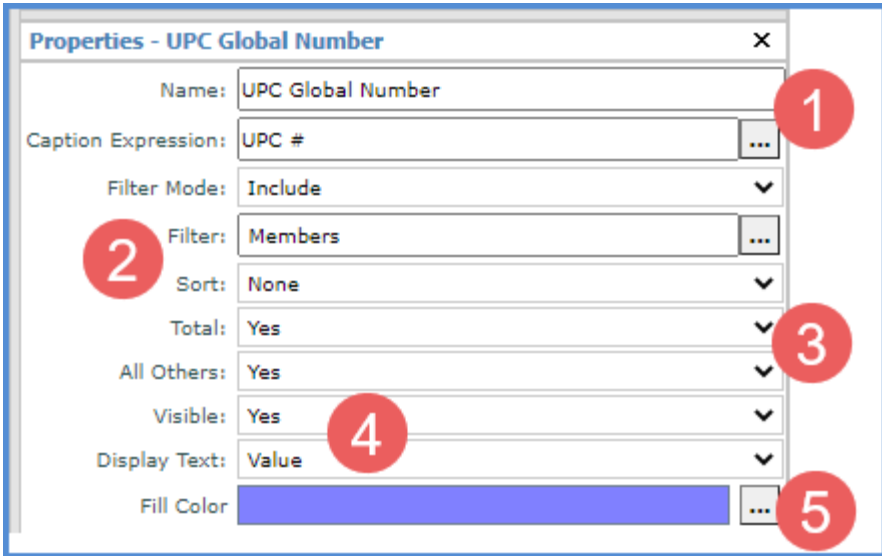 Properties - UPC Global Number ×
Name: UPC Global Number
1
Caption Expression: UPC # ...
Filter Mode: Include
Filter: Members ...
2
Sort: None
Total: Yes
3
All Others: Yes
Visible: Yes
4
Display Text: Value
Fill Color ...
5